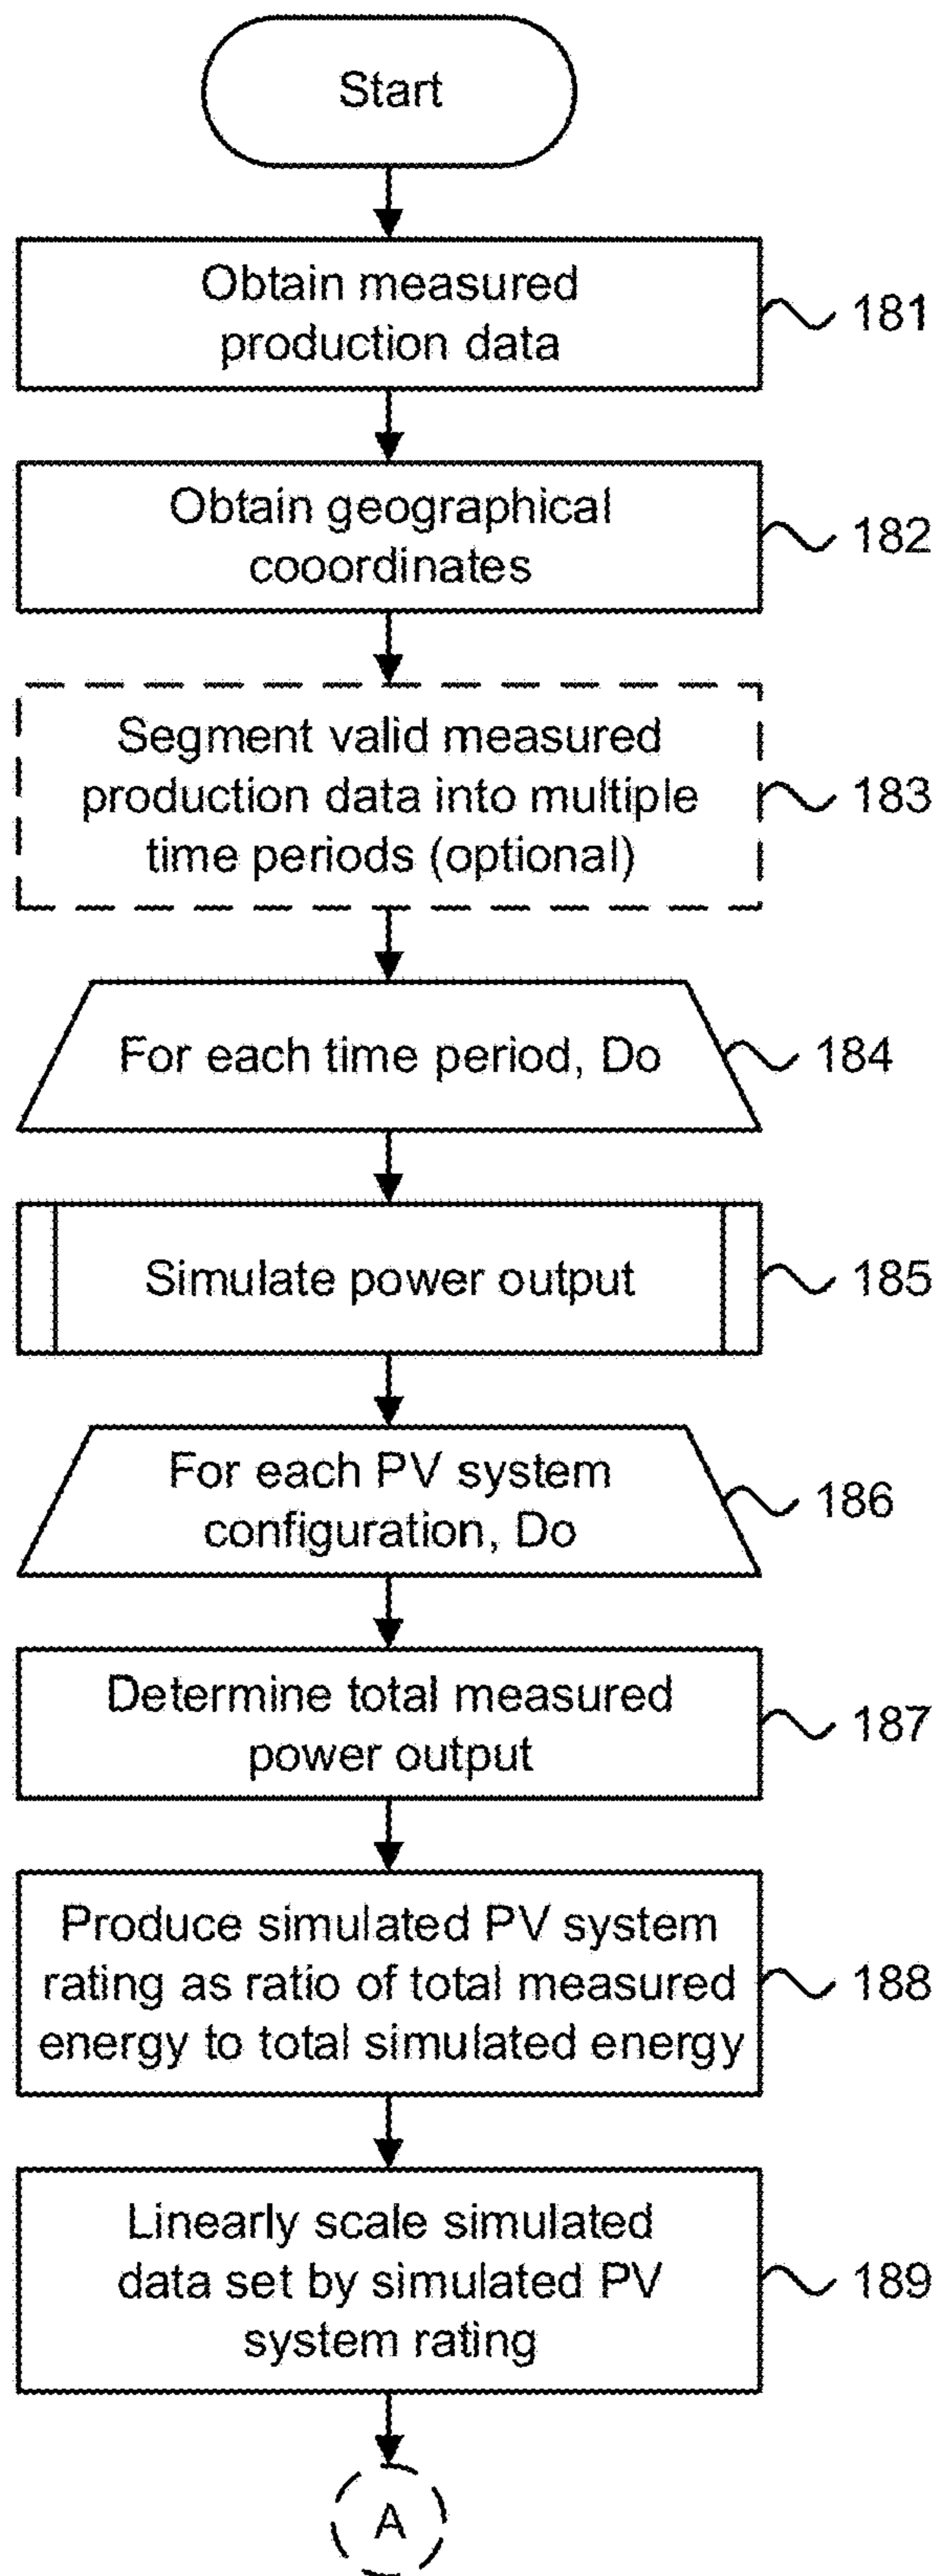 Start
Obtain measured
production data
181
Obtain geographical
cooordinates
182
Segment valid measured
production data into multiple
time periods (optional)
183
For each time period, Do
184
Simulate power output
185
For each PV system
configuration, Do
186
Determine total measured
power output
187
Produce simulated PV system
rating as ratio of total measured
energy to total simulated energy
188
Linearly scale simulated
data set by simulated PV
system rating
189
A